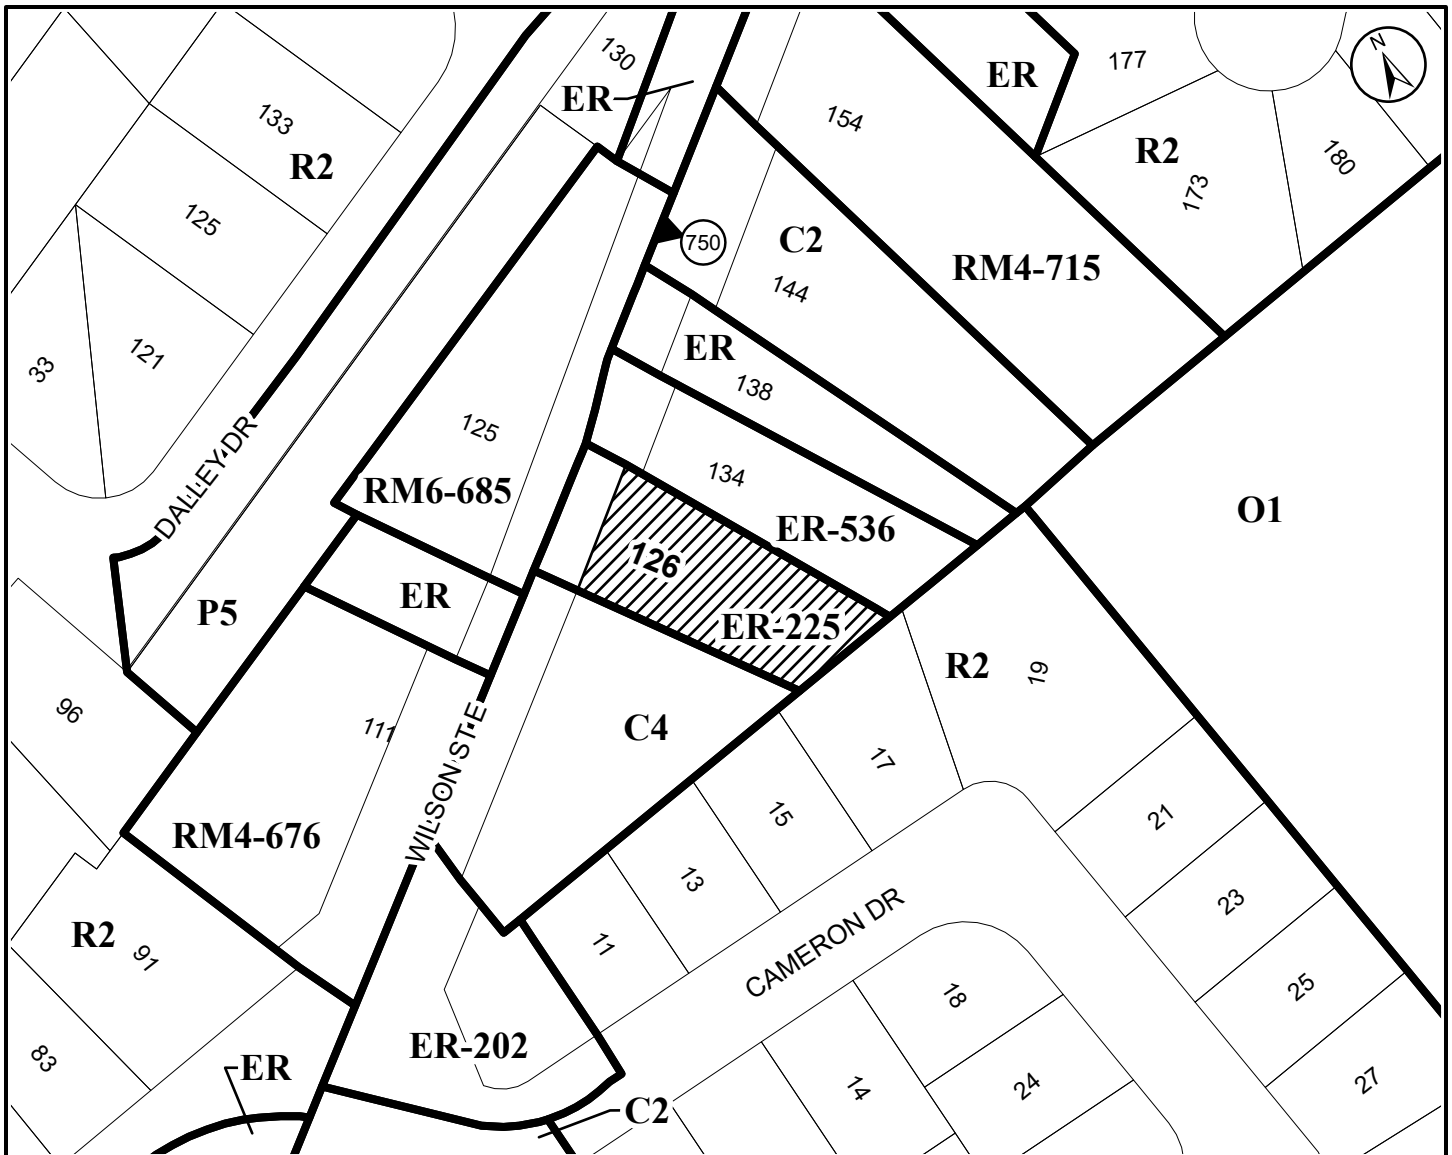 130
ER
154
ER
177
N
133
R2
R2
180
173
125
750
C2
RM4-715
144
33
121
ER
138
125
134
DALLEY DR
RM6-685
ER-536
O1
126
ER
P5
ER-225
R2
19
96
111
C4
17
WILSON ST E
15
21
RM4-676
13
23
R2
91
11
CAMERON DR
25
18
ER-202
83
ER
14
24
27
C2